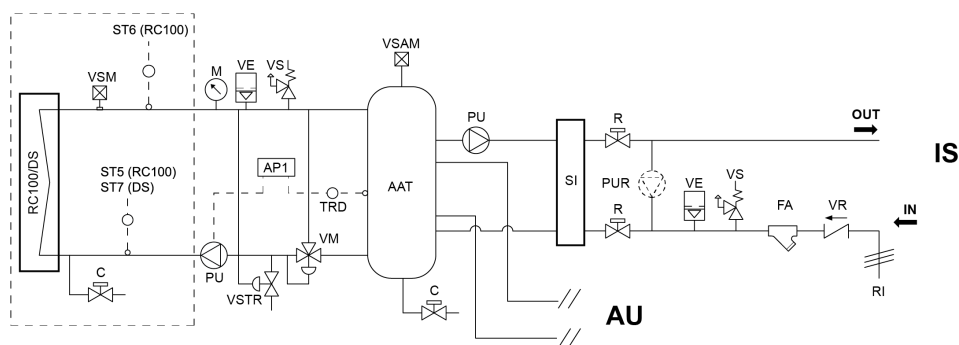 ST6 (RC100)
VSM
M
VE
VS
VSAM
PU
R
OUT
IS
RC100/DS
ST5 (RC100)
ST7 (DS)
AP1
TRD
AAT
SI
PUR
VE
VS
FA
VR
IN
R
C
PU
VM
VSTR
C
RI
AU